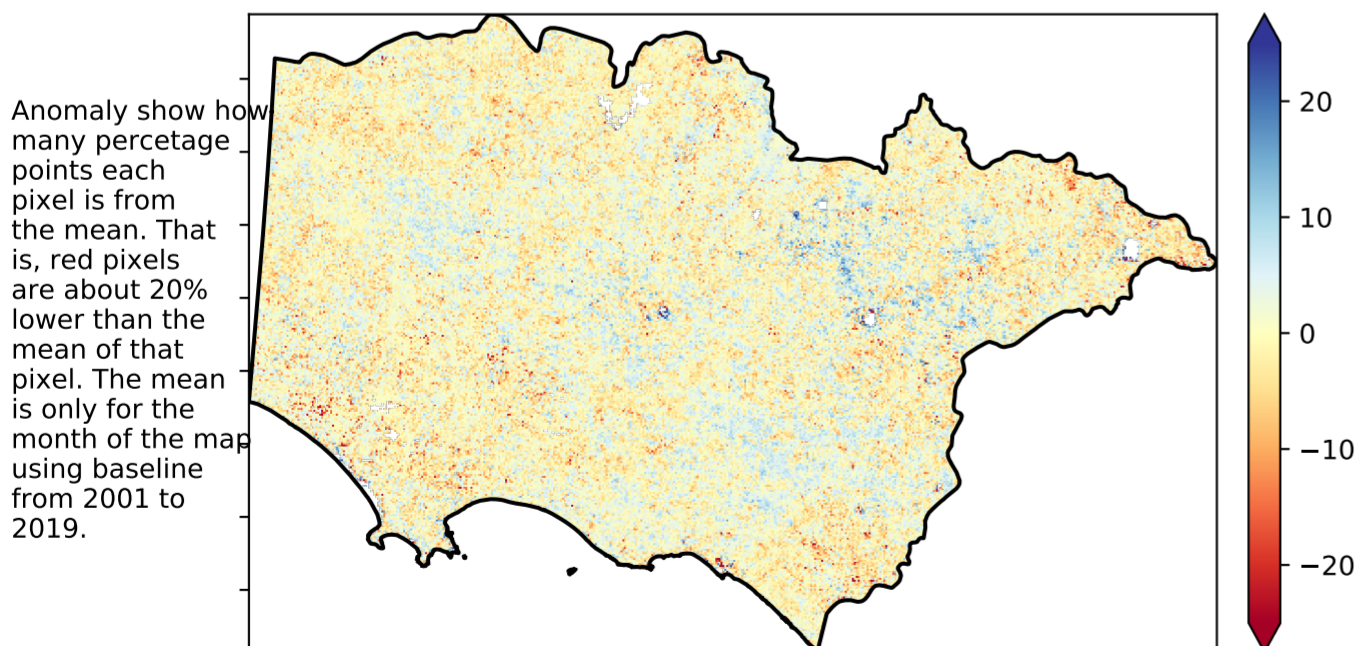 Anomaly show how
many percetage
points each
pixel is from
the mean. That
is, red pixels
are about 20%
lower than the
mean of that
pixel. The mean
is only for the
month of the map
using baseline
from 2001 to
2019.
20
10
0
−10
−20